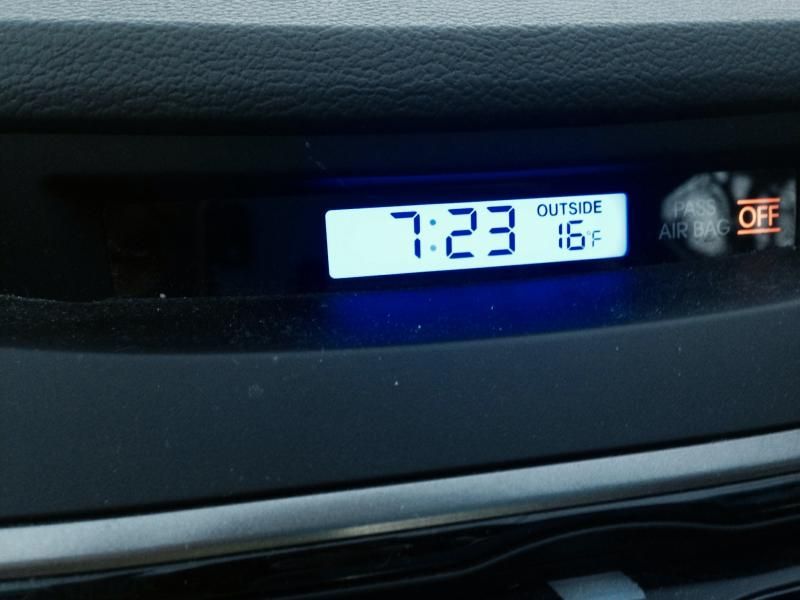 7:23
OUTSIDE
16°F
PASS
AIR BAG
OFF